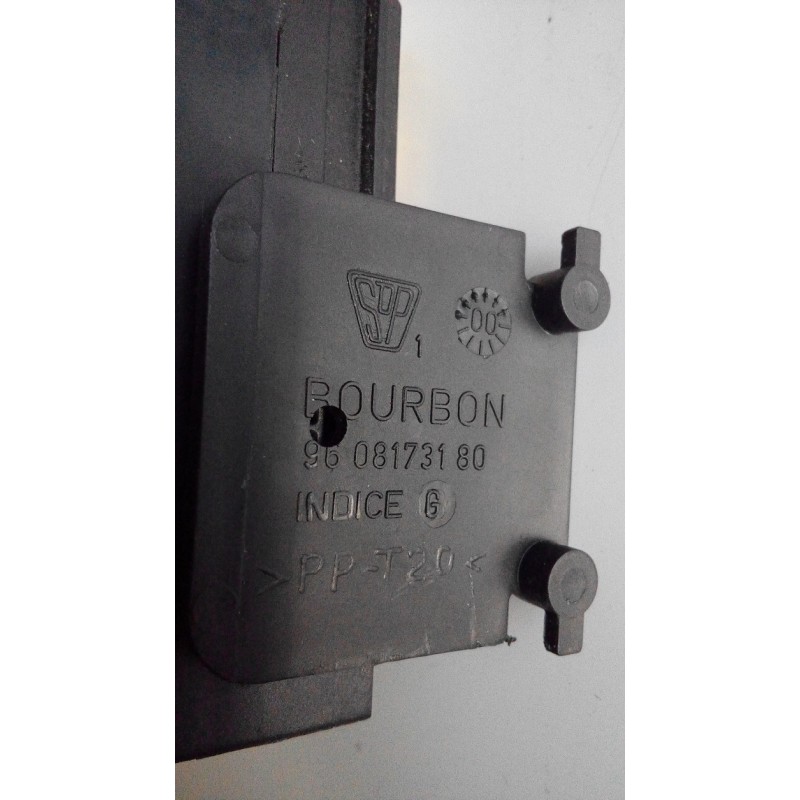 SPP
1
00
BOURBON
96 081731 80
INDICE G
>PP-T20<